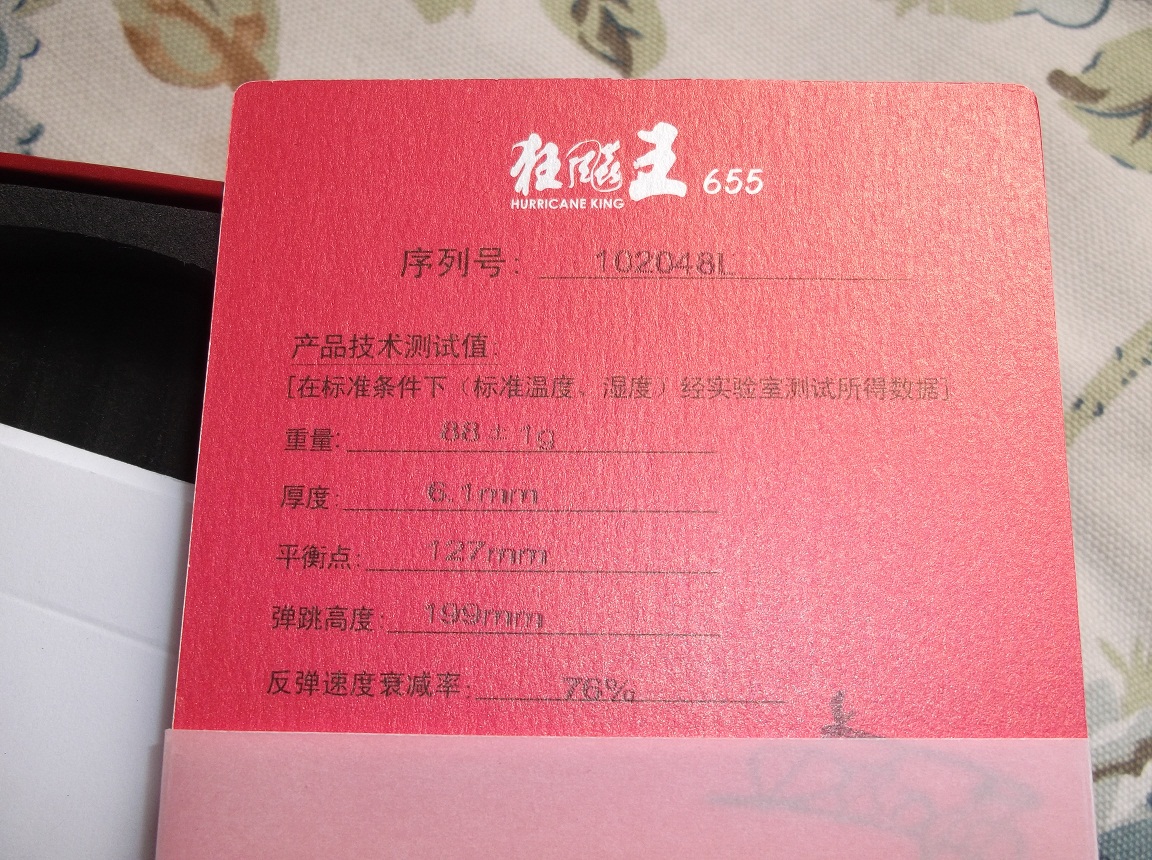 狂飚王 655
HURRICANE KING
序列号: 102048L
产品技术测试值:
[在标准条件下（标准温度、湿度）经实验室测试所得数据]
重量: 88±1g
厚度: 6.1mm
平衡点: 127mm
弹跳高度: 199mm
反弹速度衰减率: 76%